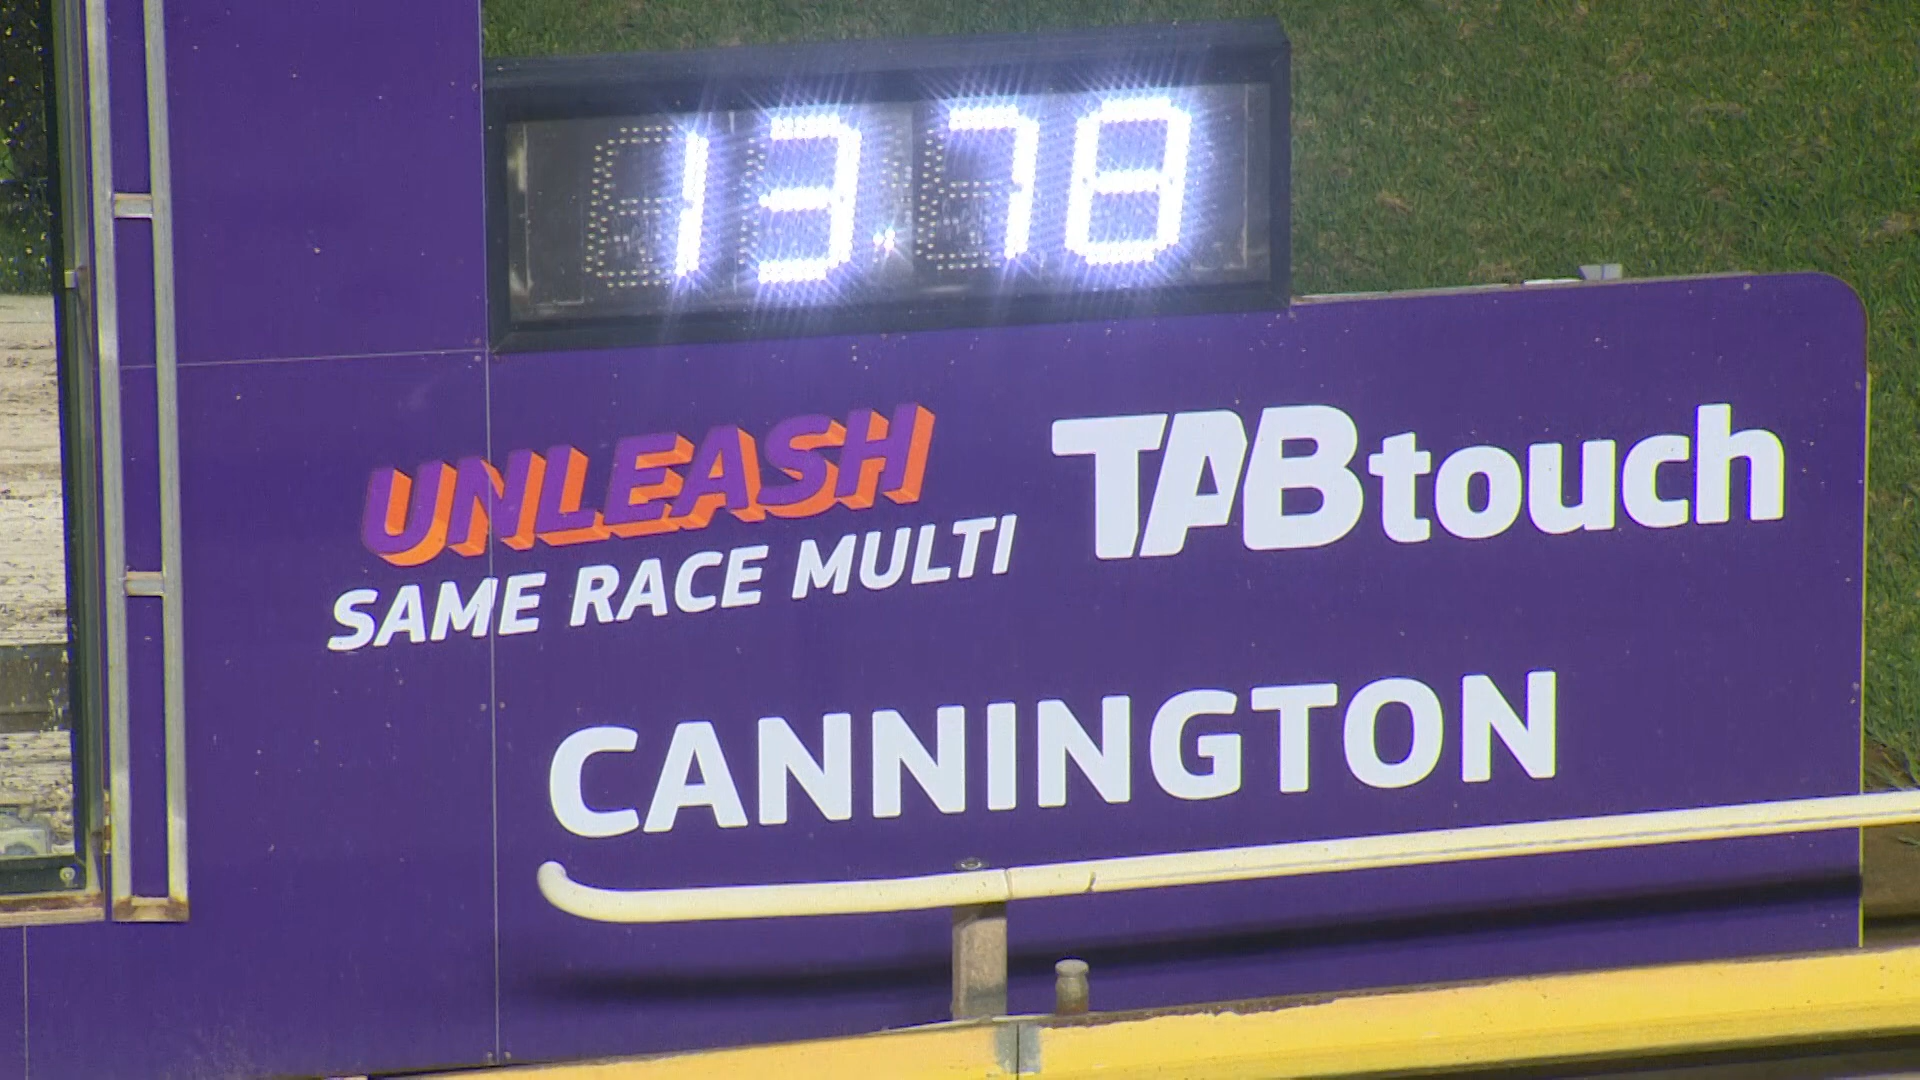 13.78
UNLEASH
SAME RACE MULTI
TABtouch
CANNINGTON